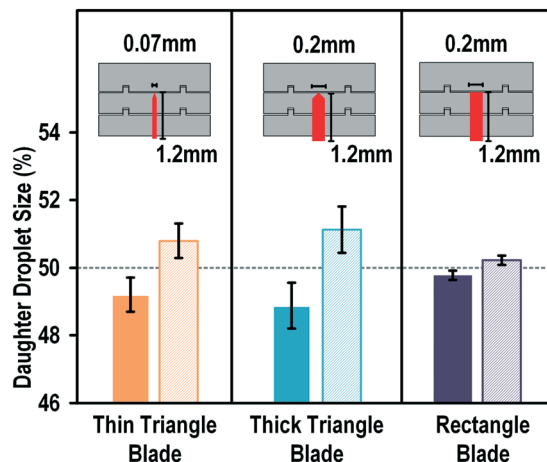 0.07mm
0.2mm
0.2mm
1.2mm
1.2mm
1.2mm
Daughter Droplet Size (%)
54
52
50
48
46
Thin Triangle
Blade
Thick Triangle
Blade
Rectangle
Blade